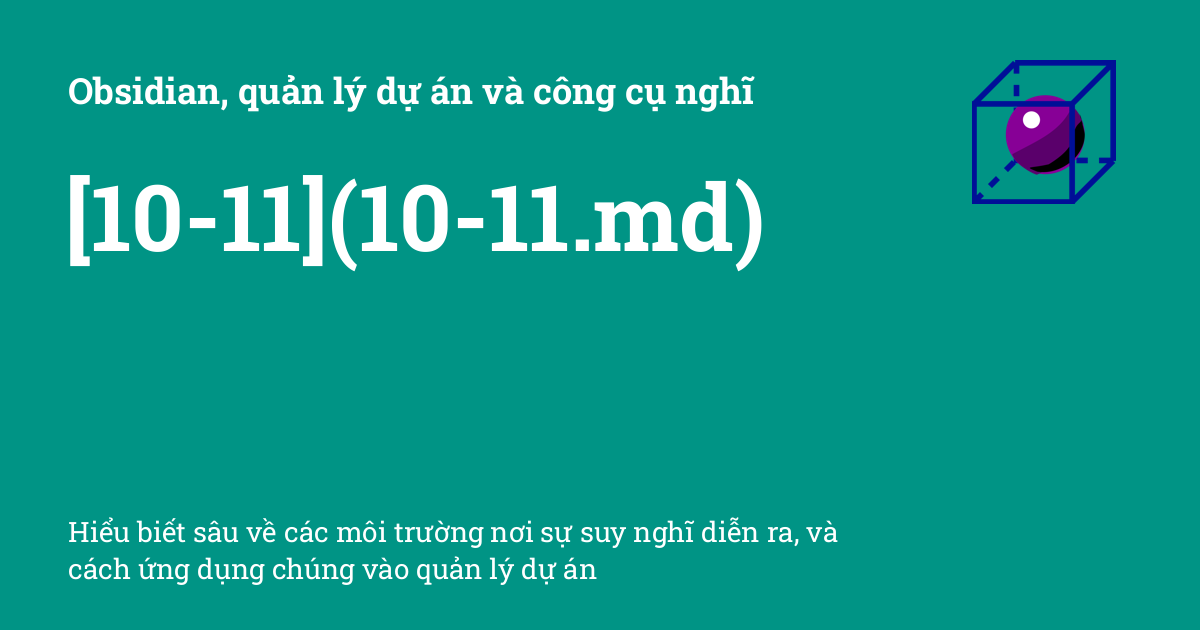 Obsidian, quản lý dự án và công cụ nghĩ
[10-11](10-11.md)
Hiểu biết sâu về các môi trường nơi sự suy nghĩ diễn ra, và
cách ứng dụng chúng vào quản lý dự án